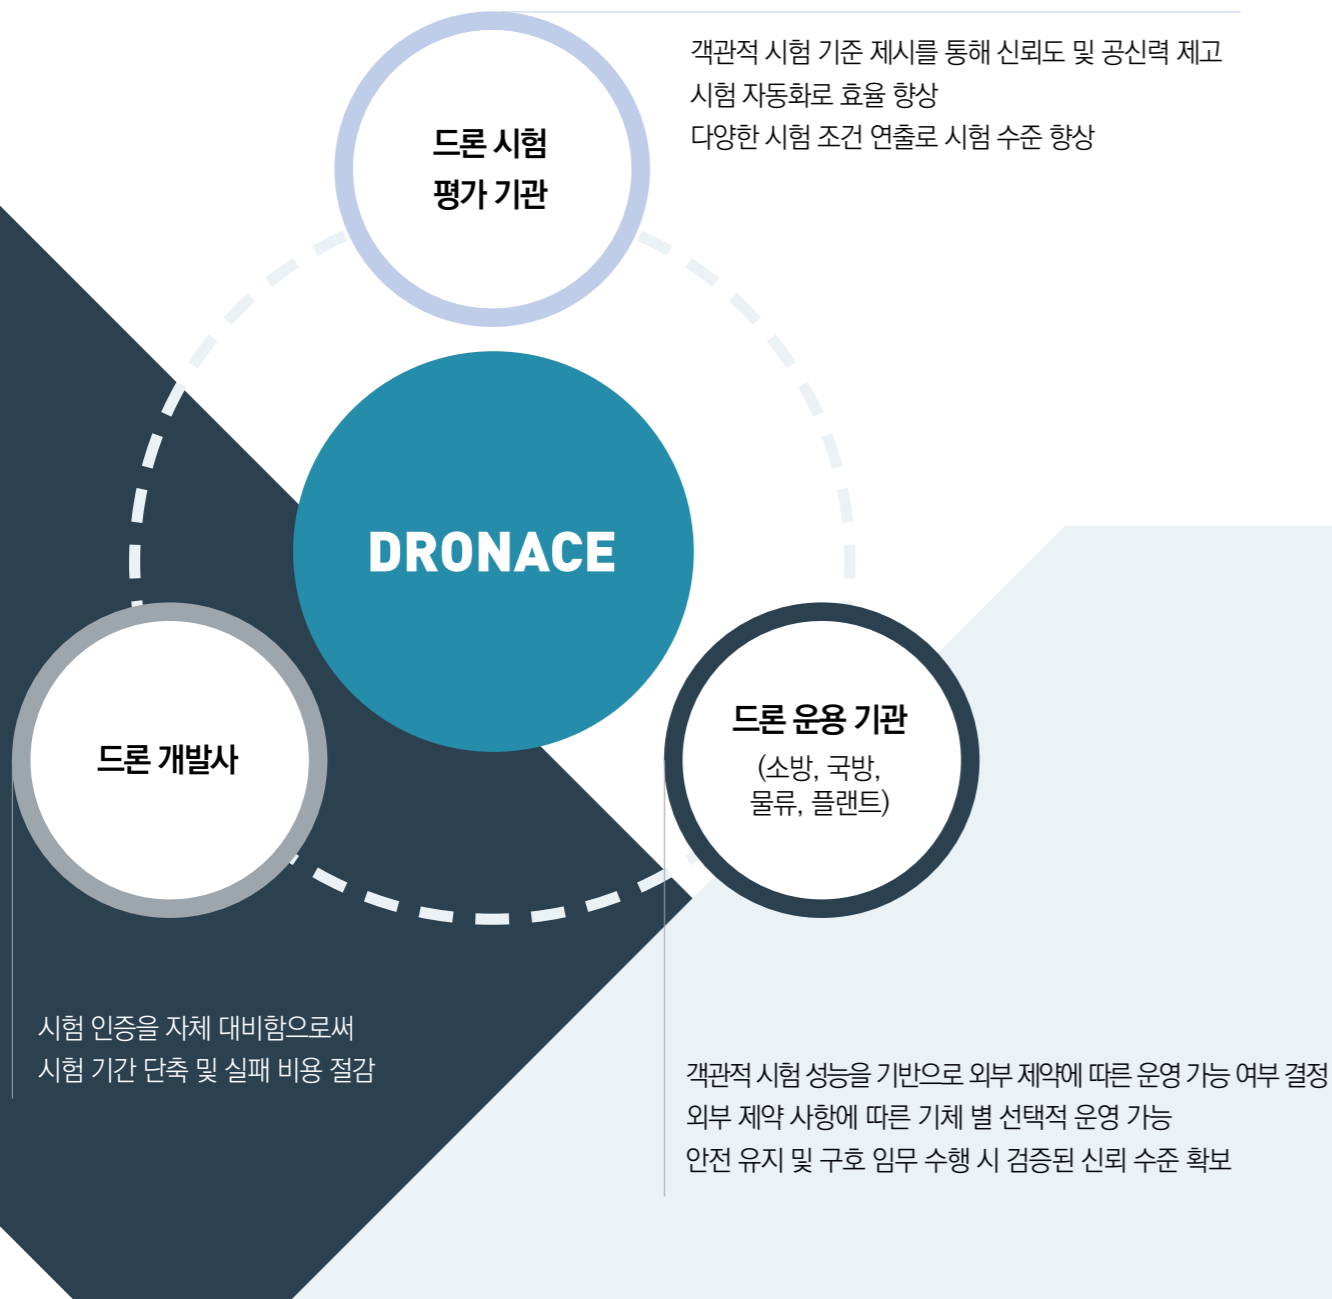 드론 시험
평가 기관
객관적 시험 기준 제시를 통해 신뢰도 및 공신력 제고
시험 자동화로 효율 향상
다양한 시험 조건 연출로 시험 수준 향상
DRONACE
드론 개발사
시험 인증을 자체 대비함으로써
시험 기간 단축 및 실패 비용 절감
드론 운용 기관
(소방, 국방,
물류, 플랜트)
객관적 시험 성능을 기반으로 외부 제약에 따른 운영 가능 여부 결정
외부 제약 사항에 따른 기체 별 선택적 운영 가능
안전 유지 및 구호 임무 수행 시 검증된 신뢰 수준 확보